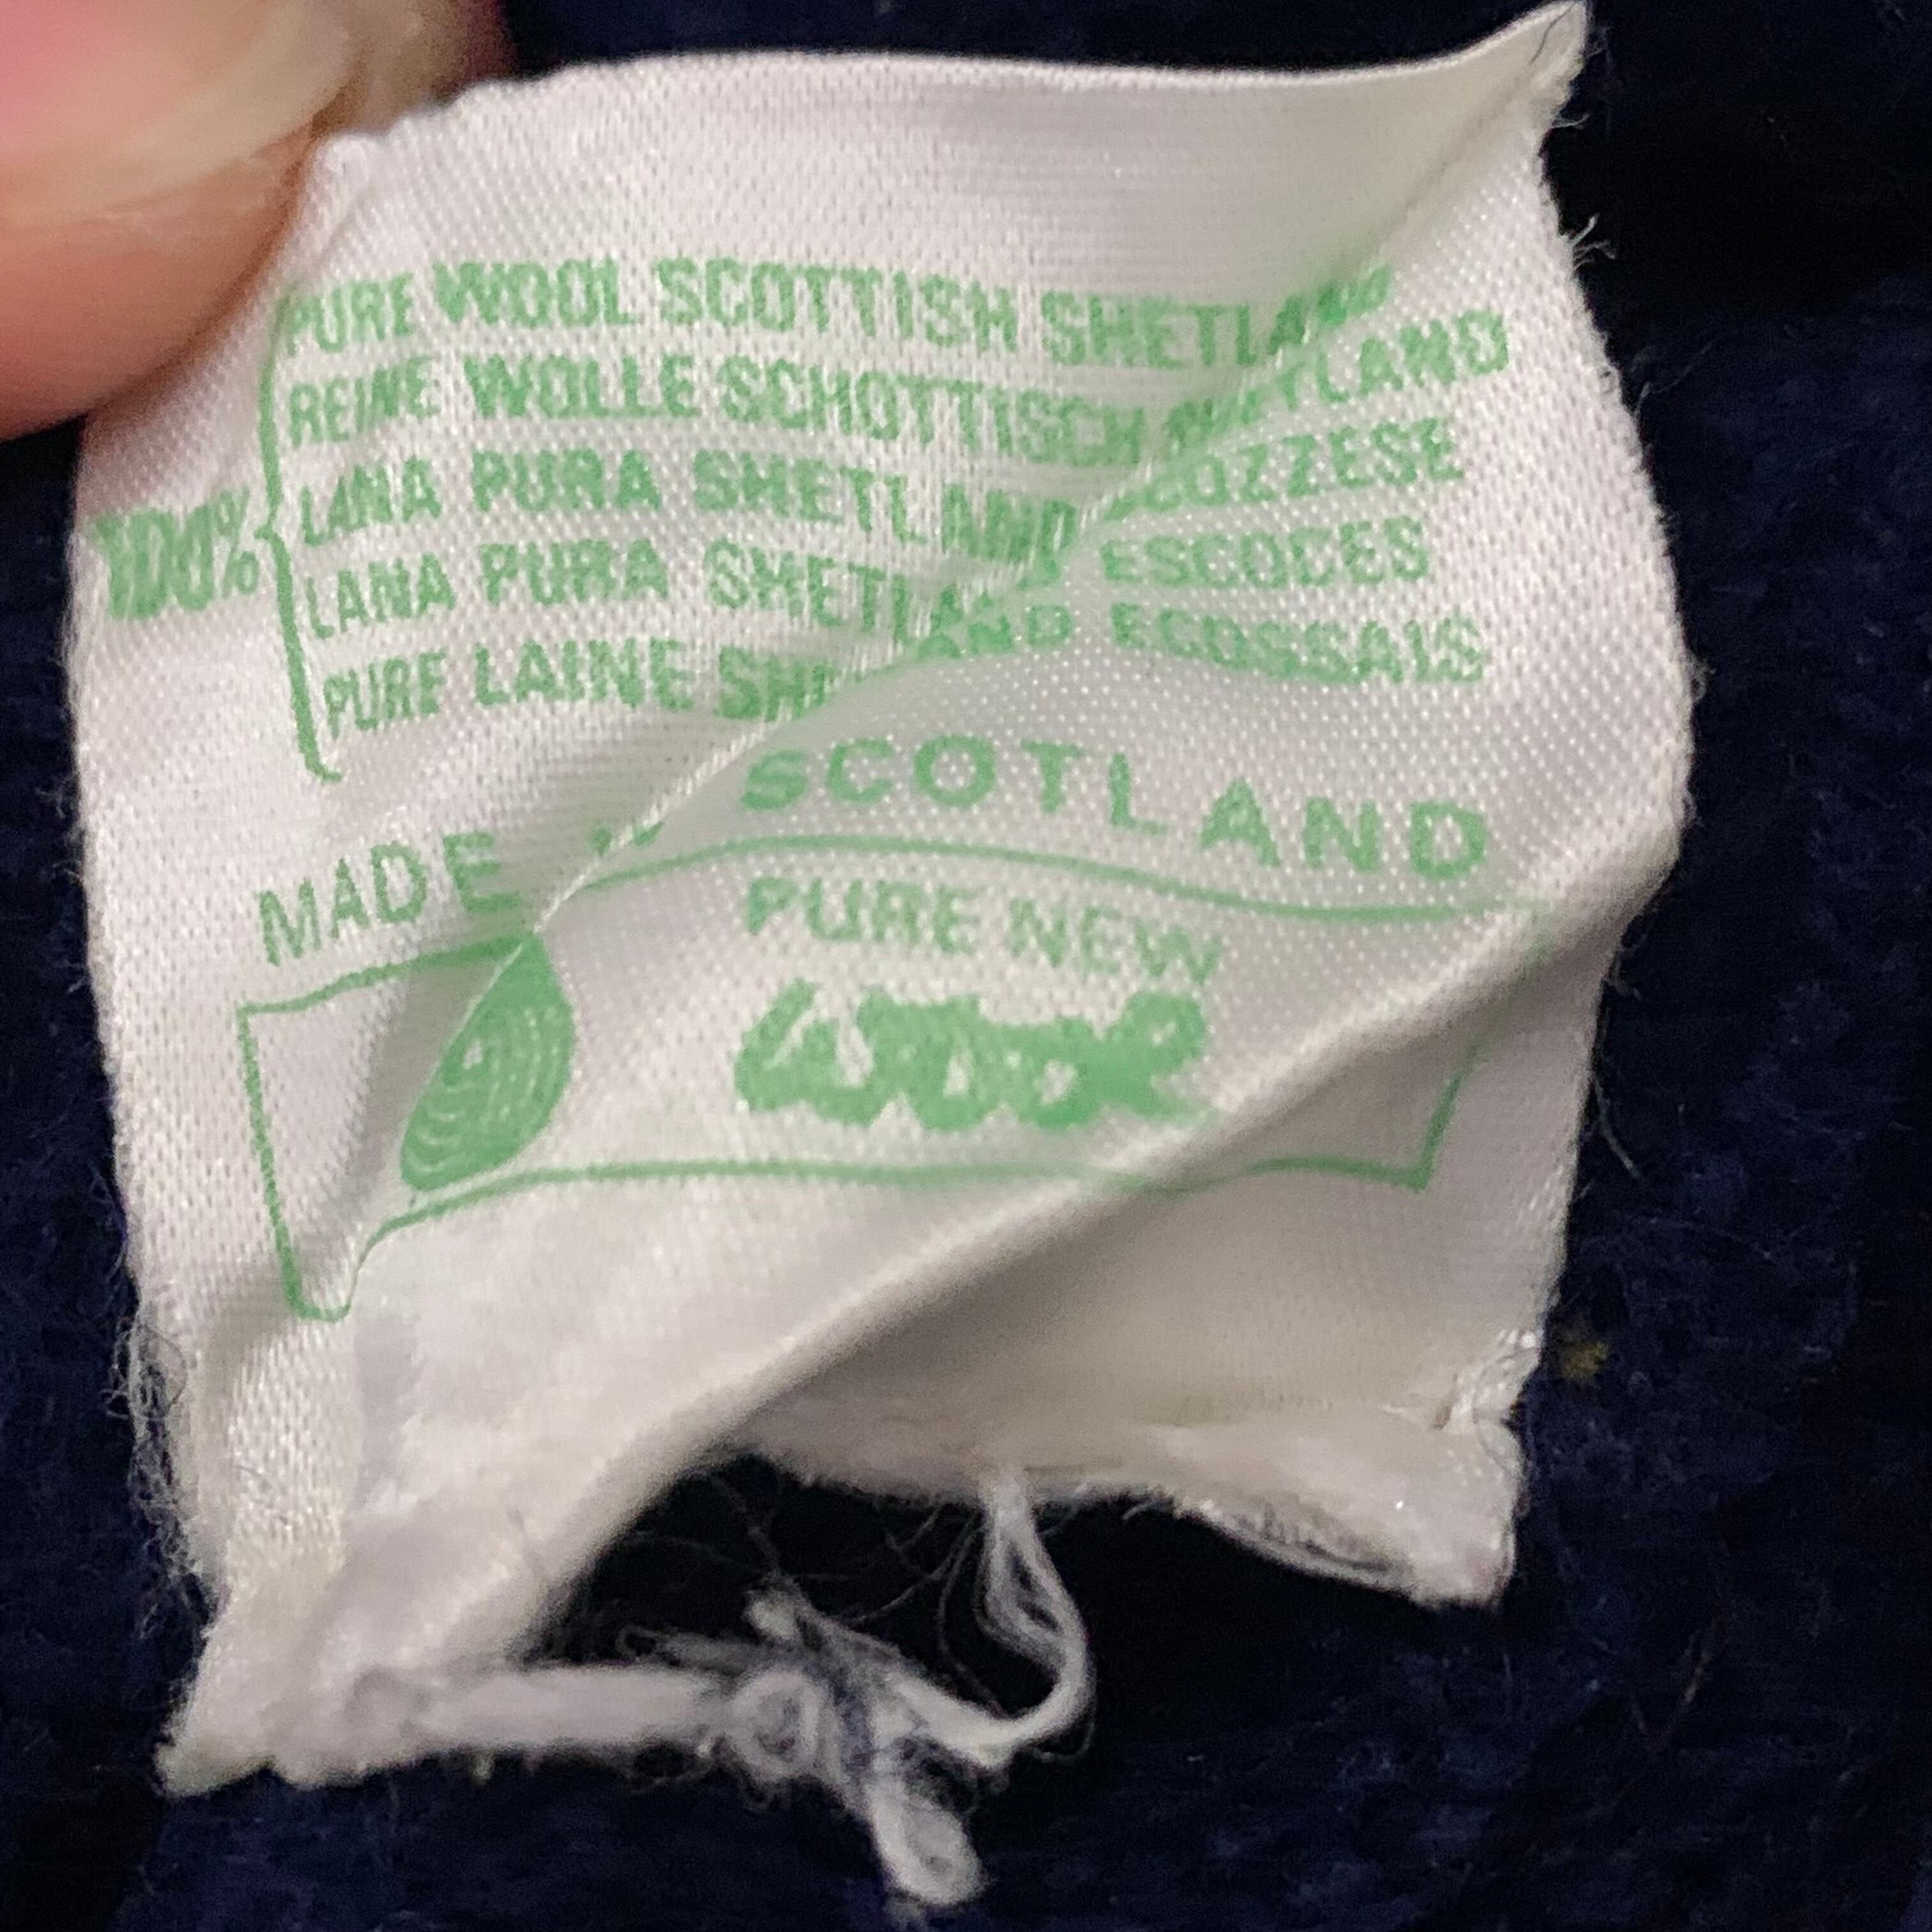 PURE WOOL SCOTTISH SHETLAND
REINE WOLLE SCHOTTISCH SHETLAND
100%
LANA PURA SHETLAND SCOZZESE
LANA PURA SHETLAND ESCOCES
PURE LAINE SHETLAND ECOSSAIS
MADE IN SCOTLAND
PURE NEW
Wool